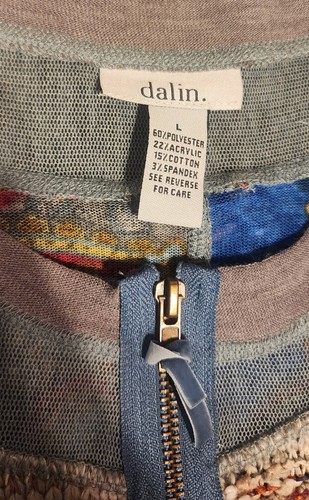 dalin.
L
60%POLYESTER
22%ACRYLIC
15%COTTON
3%SPANDEX
SEE REVERSE
FOR CARE